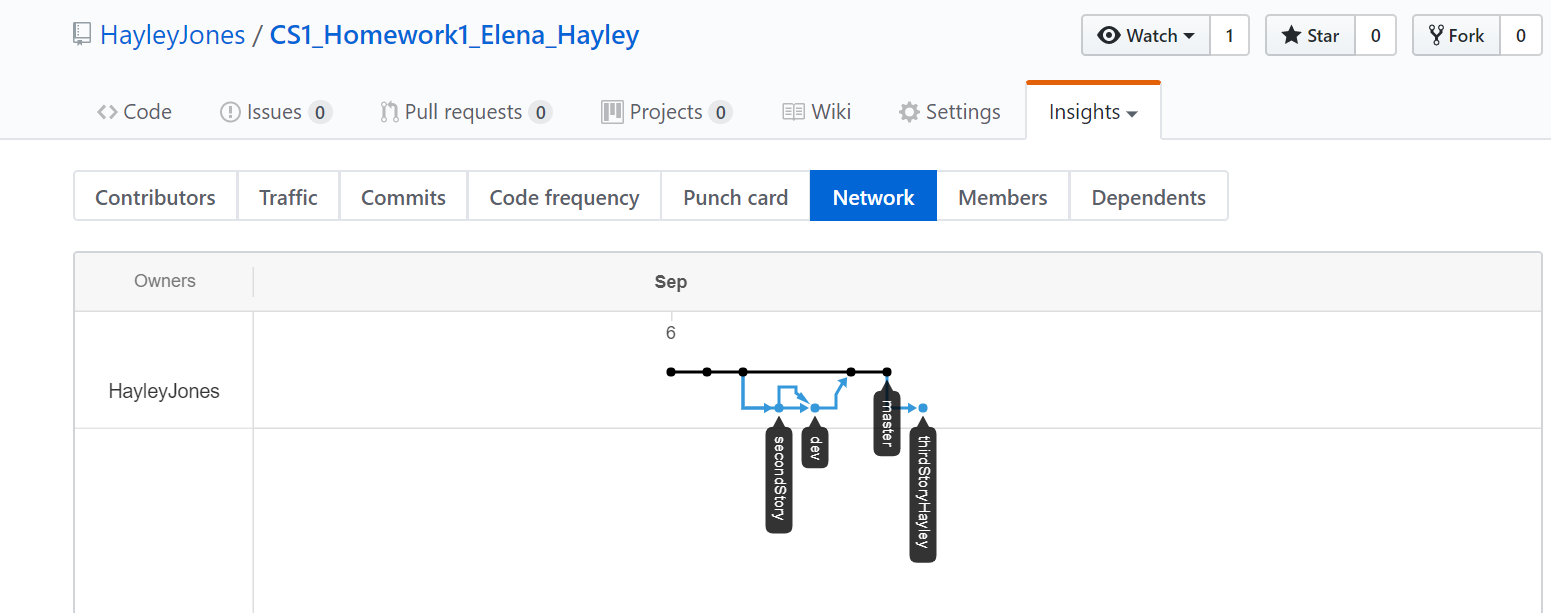 HayleyJones / CS1_Homework1_Elena_Hayley
Watch 1 Star 0 Fork 0
Code Issues 0 Pull requests 0 Projects 0 Wiki Settings Insights
Contributors Traffic Commits Code frequency Punch card Network Members Dependents
Owners Sep
6
HayleyJones
secondStory
dev
master
thirdStoryHayley